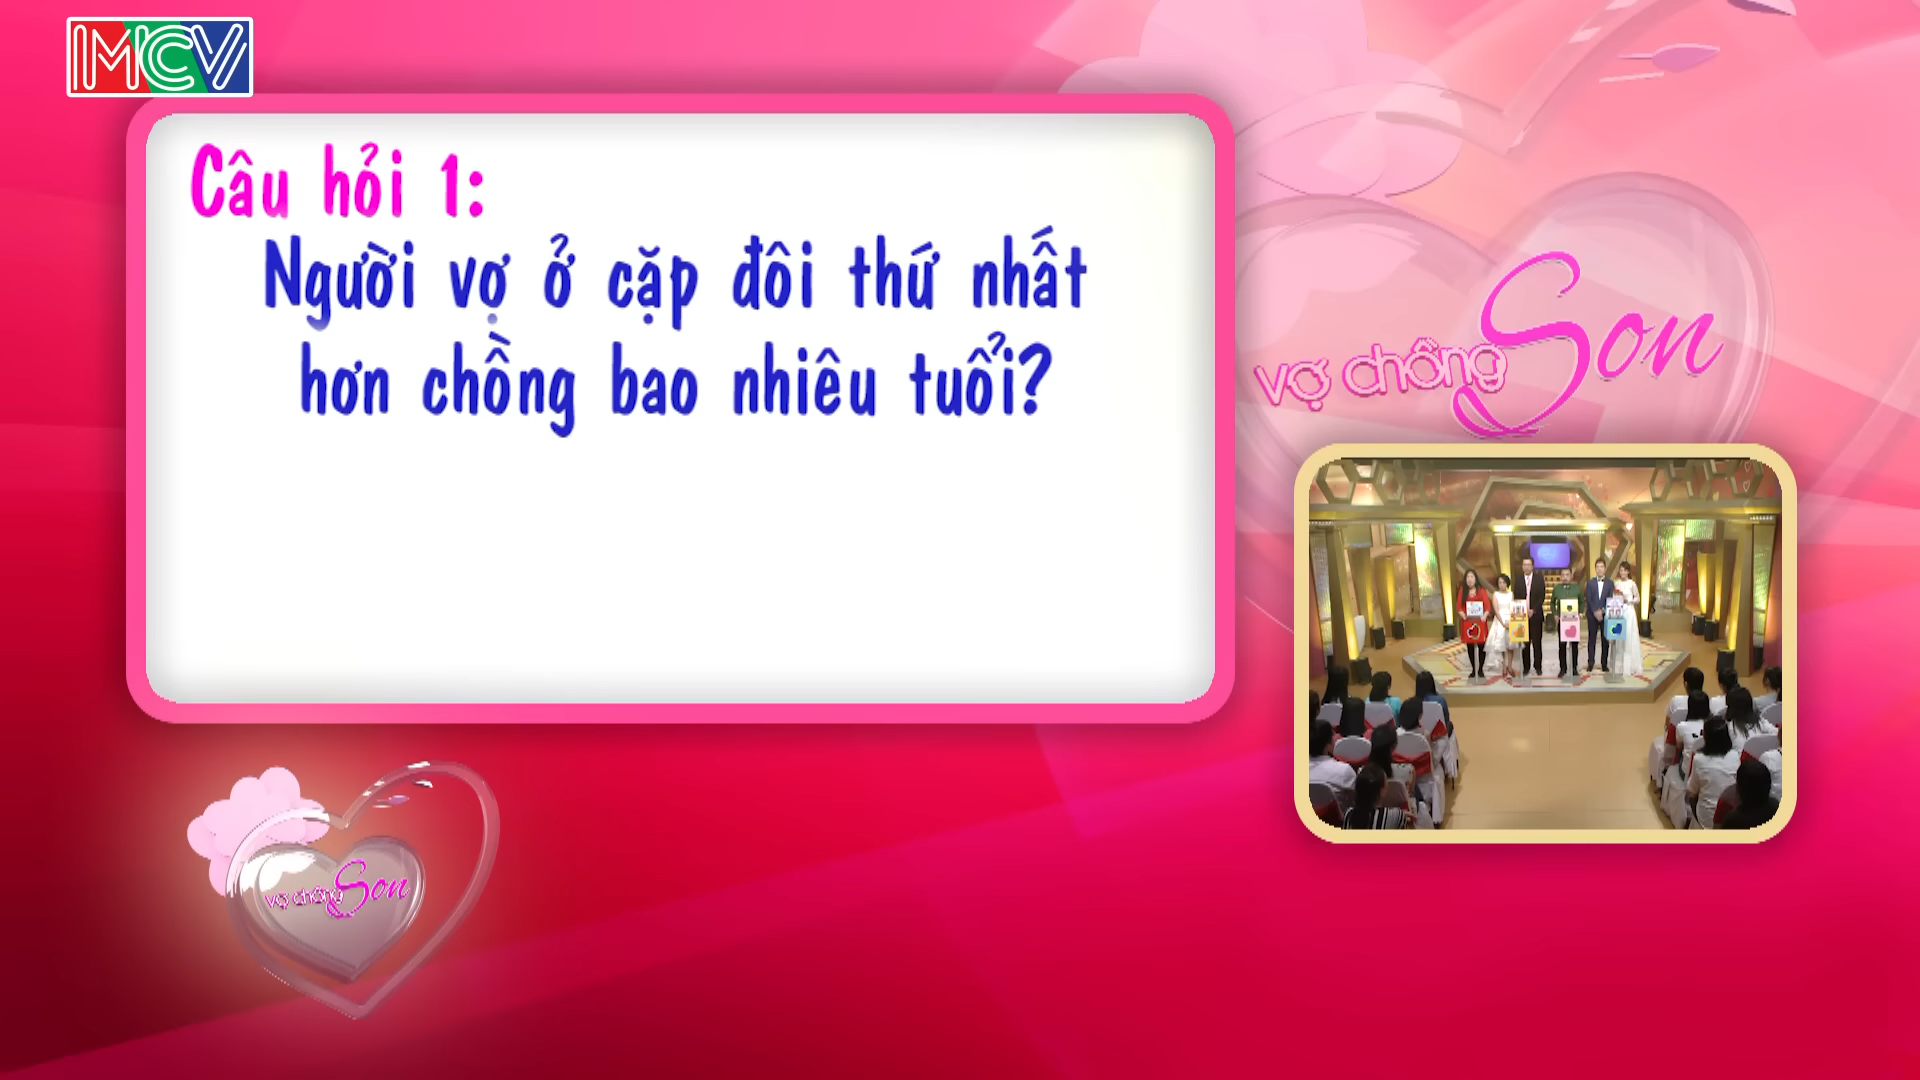 MCV
Câu hỏi 1:
Người vợ ở cặp đôi thứ nhất
hơn chồng bao nhiêu tuổi?
vợ chồng Son
vợ chồng Son